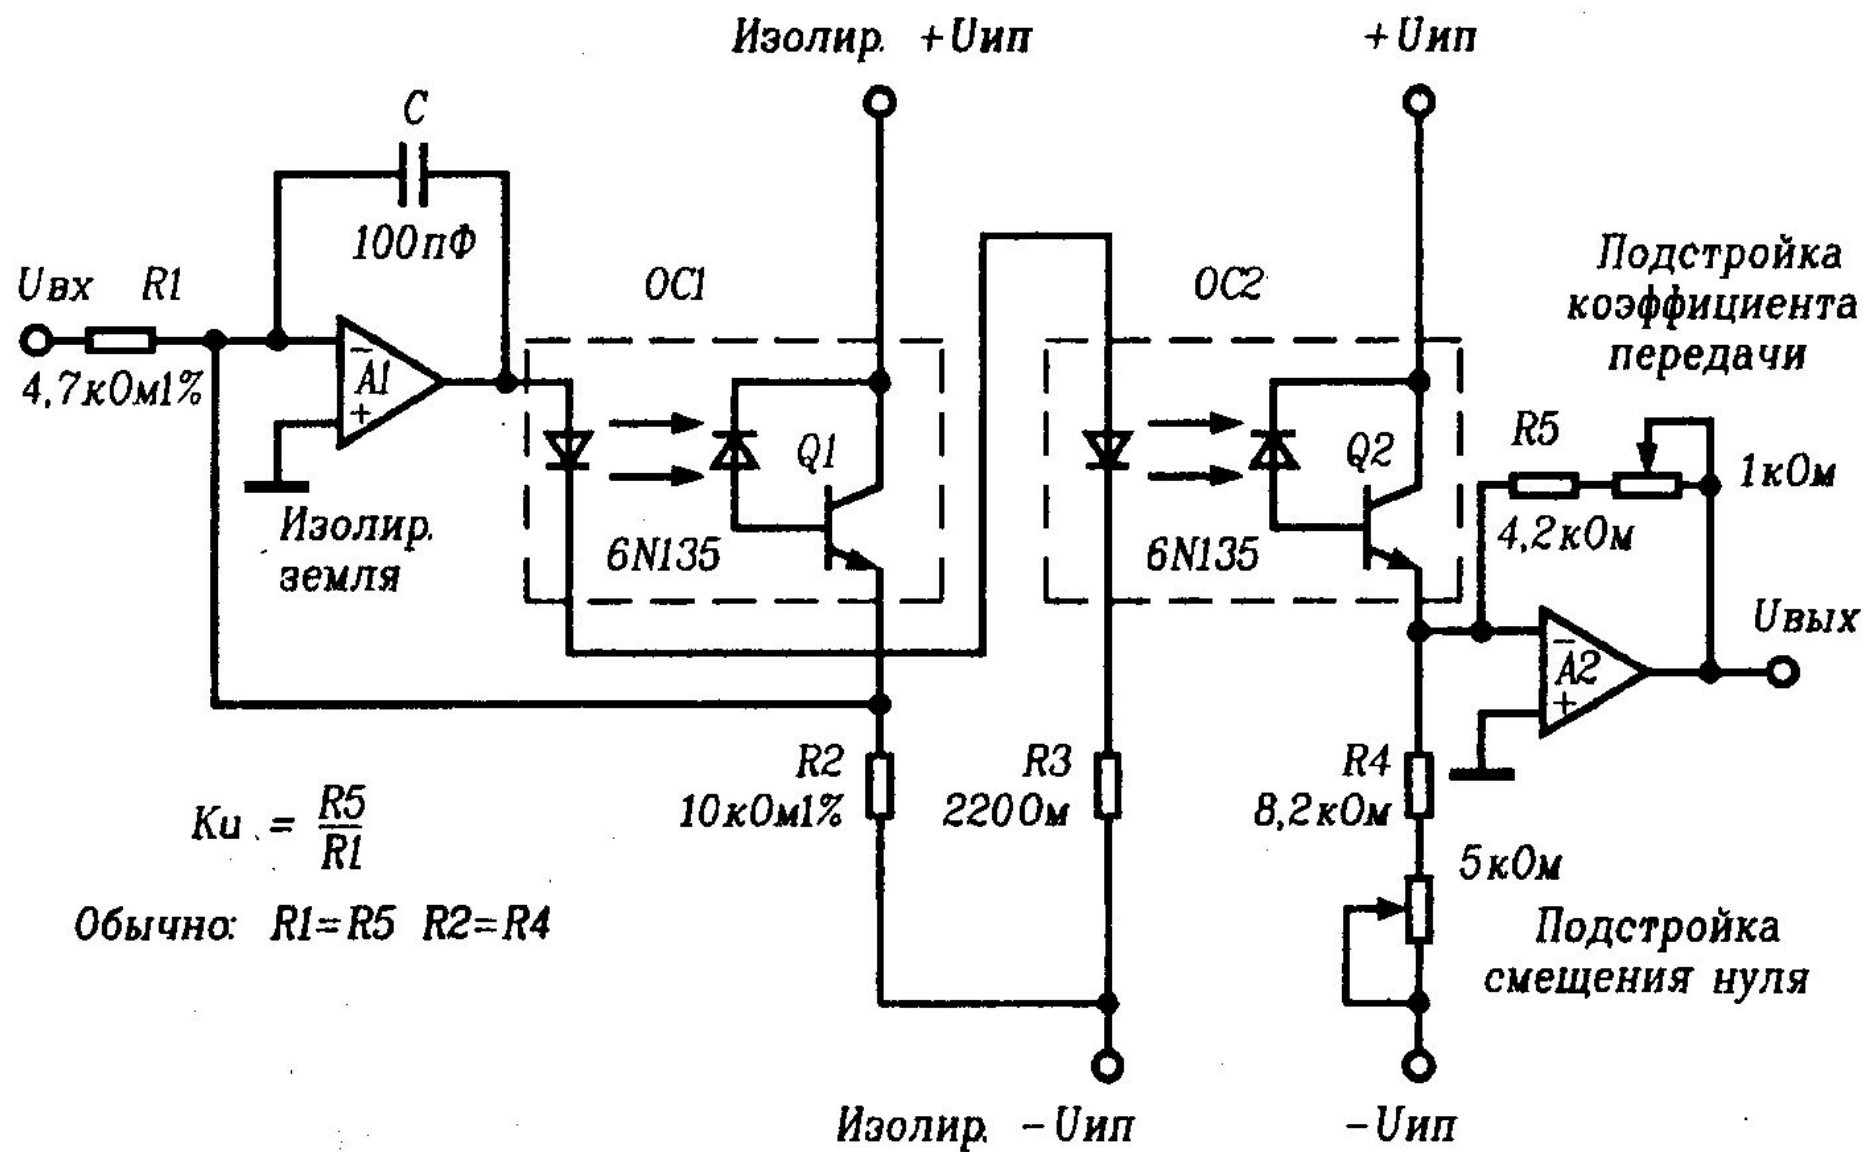 Изолир. +Uип
+Uип
C
100пФ
Uвх
R1
4,7кОм1%
A1
−
+
Изолир.
земля
OC1
Q1
6N135
OC2
Q2
6N135
Подстройка
коэффициента
передачи
R5
1кОм
4,2кОм
Uвых
−
A2
+
R2
10кОм1%
R3
220Ом
R4
8,2кОм
5кОм
Подстройка
смещения нуля
Kи = R5
R1
Обычно: R1=R5 R2=R4
Изолир. −Uип
−Uип